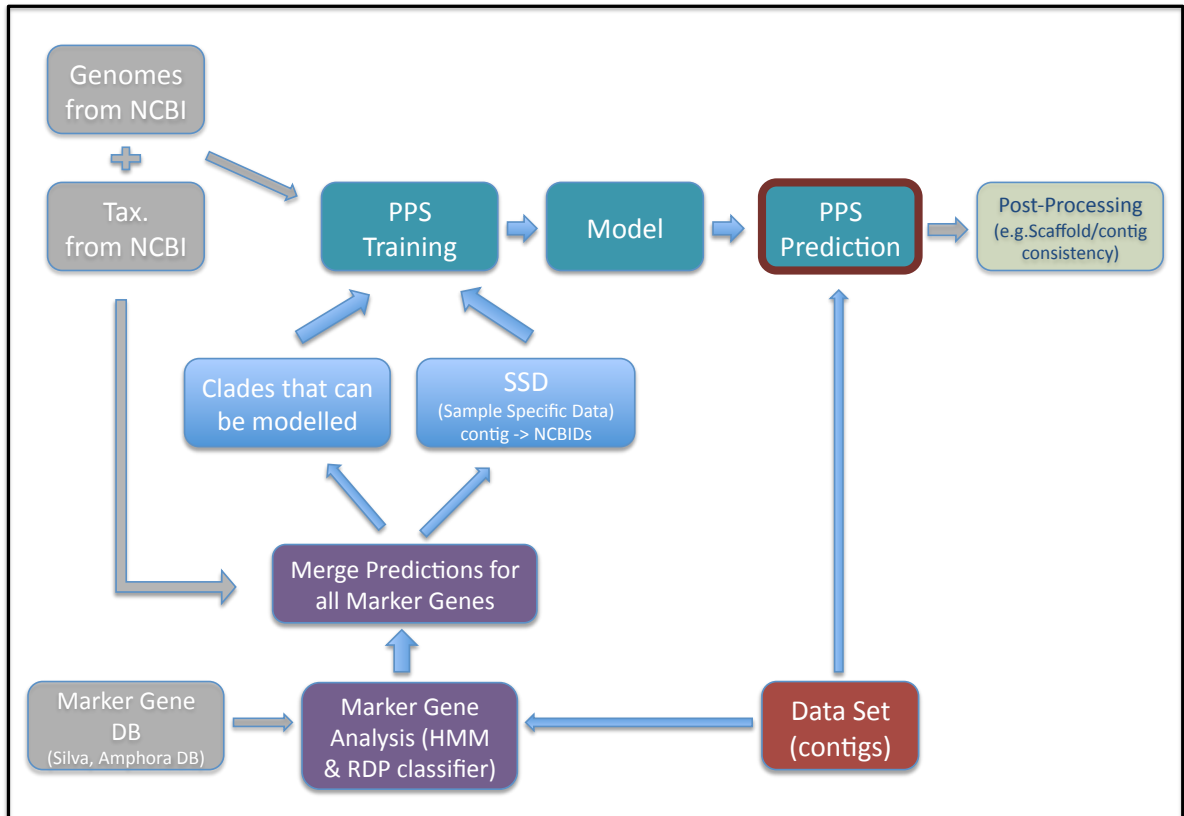 Genomes
from NCBI
Tax.
from NCBI
PPS
Training
Model
PPS
Prediction
Post-Processing
(e.g.Scaffold/contig
consistency)
Clades that can
be modelled
SSD
(Sample Specific Data)
contig -> NCBIDs
Merge Predictions for
all Marker Genes
Marker Gene
DB
(Silva, Amphora DB)
Marker Gene
Analysis (HMM
& RDP classifier)
Data Set
(contigs)